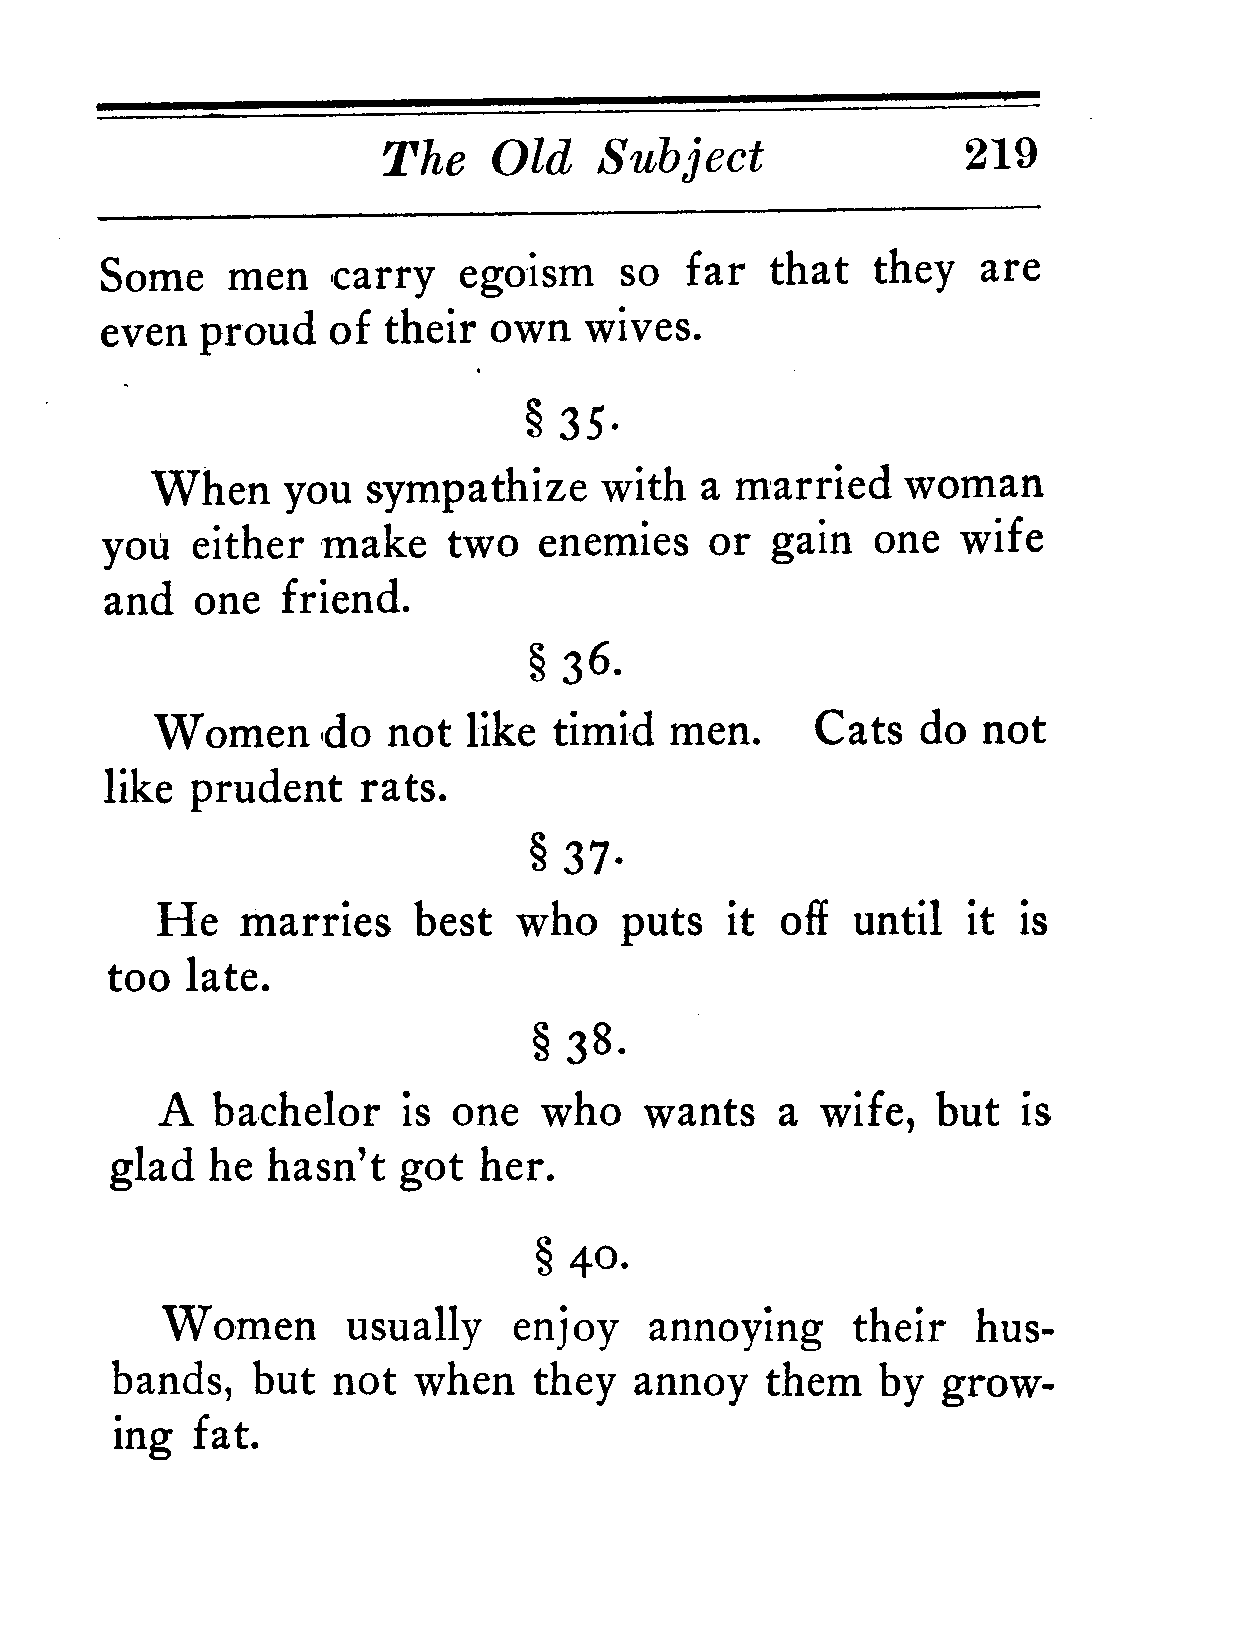 The Old Subject 219
Some men carry egoism so far that they are
even proud of their own wives.
§ 35.
When you sympathize with a married woman
you either make two enemies or gain one wife
and one friend.
§ 36.
Women do not like timid men. Cats do not
like prudent rats.
§ 37.
He marries best who puts it off until it is
too late.
§ 38.
A bachelor is one who wants a wife, but is
glad he hasn't got her.
§ 40.
Women usually enjoy annoying their hus-
bands, but not when they annoy them by grow-
ing fat.